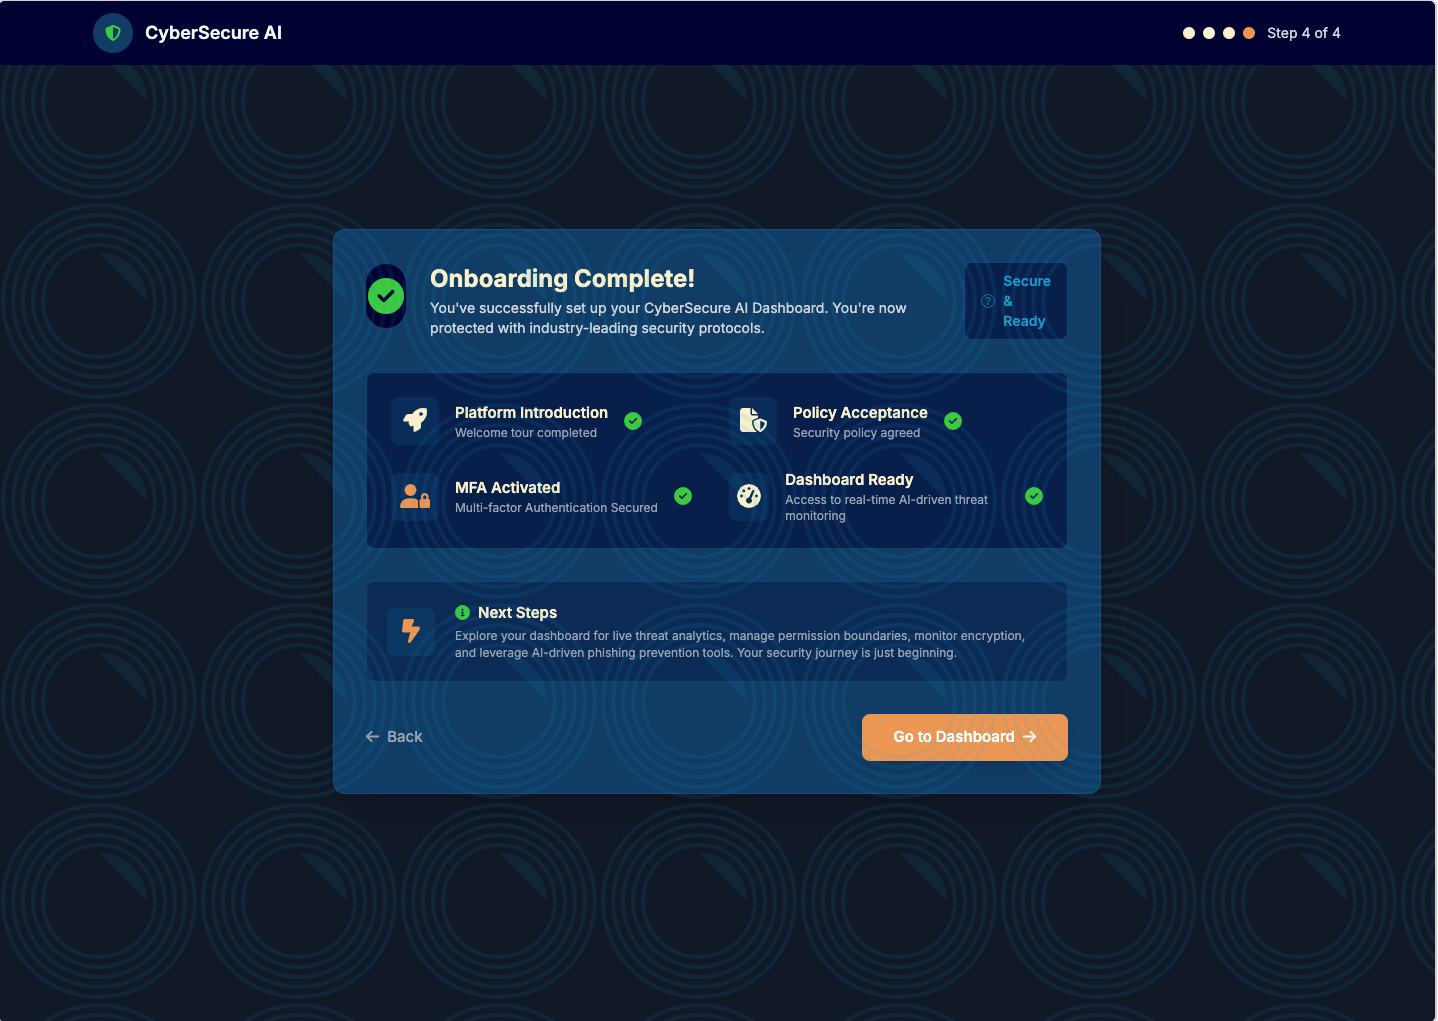 CyberSecure AI
Step 4 of 4
Onboarding Complete!
You've successfully set up your CyberSecure AI Dashboard. You're now
protected with industry-leading security protocols.
Secure
&
Ready
Platform Introduction
Welcome tour completed
Policy Acceptance
Security policy agreed
MFA Activated
Multi-factor Authentication Secured
Dashboard Ready
Access to real-time AI-driven threat
monitoring
Next Steps
Explore your dashboard for live threat analytics, manage permission boundaries, monitor encryption,
and leverage AI-driven phishing prevention tools. Your security journey is just beginning.
Back
Go to Dashboard